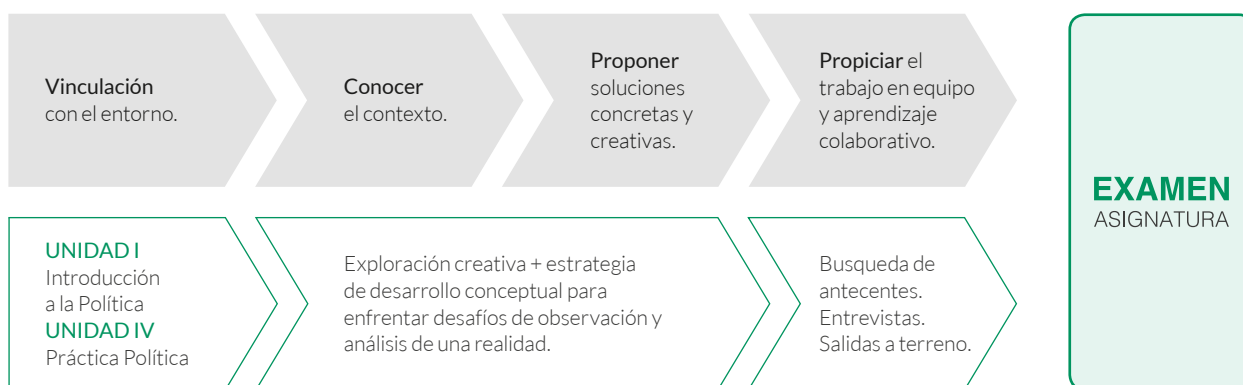 Vinculación
con el entorno.
Conocer
el contexto.
Proponer
soluciones
concretas y
creativas.
Propiciar el
trabajo en equipo
y aprendizaje
colaborativo.
UNIDAD I
Introducción
a la Política
UNIDAD IV
Práctica Política
Exploración creativa + estrategia
de desarrollo conceptual para
enfrentar desafíos de observación y
análisis de una realidad.
Busqueda de
antecentes.
Entrevistas.
Salidas a terreno.
EXAMEN
ASIGNATURA